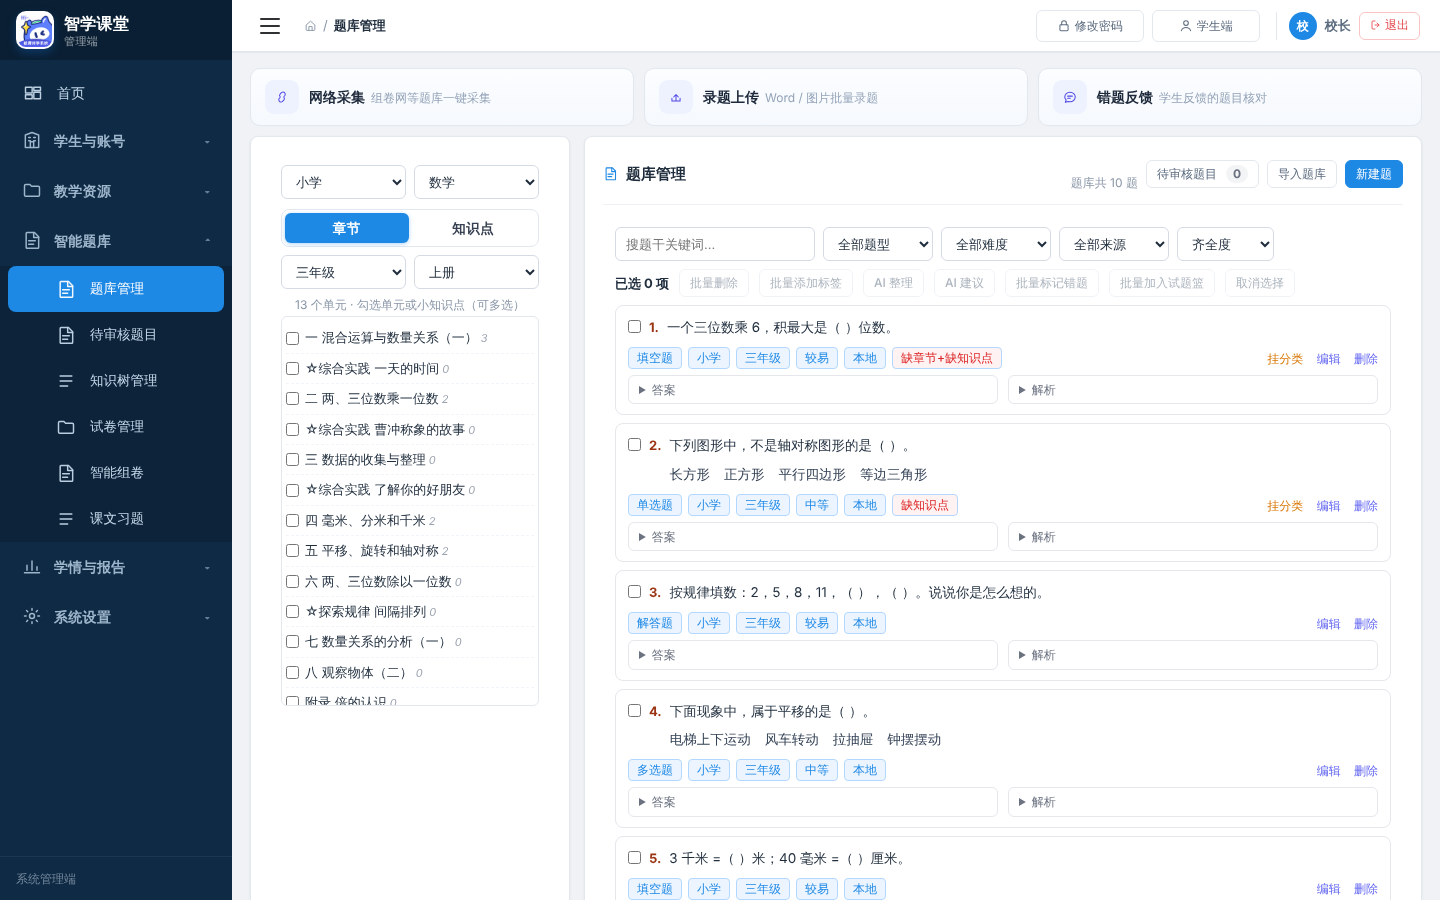 智学课堂
管理端
首页
学生与账号
教学资源
智能题库
题库管理
待审核题目
知识树管理
试卷管理
智能组卷
课文习题
学情与报告
系统设置
系统管理端
/ 题库管理
修改密码
学生端
校 校长
退出
网络采集 组卷网等题库一键采集
录题上传 Word / 图片批量录题
错题反馈 学生反馈的题目核对
小学 数学
章节 知识点
三年级 上册
13 个单元 · 勾选单元或小知识点（可多选）
一 混合运算与数量关系（一） 3
☆综合实践 一天的时间 0
二 两、三位数乘一位数 2
☆综合实践 曹冲称象的故事 0
三 数据的收集与整理 0
☆综合实践 了解你的好朋友 0
四 毫米、分米和千米 2
五 平移、旋转和轴对称 2
六 两、三位数除以一位数 0
☆探索规律 间隔排列 0
七 数量关系的分析（一） 0
八 观察物体（二） 0
附录 倍的认识 0
题库管理
题库共 10 题 待审核题目 0 导入题库 新建题
搜题干关键词... 全部题型 全部难度 全部来源 齐全度
已选 0 项 批量删除 批量添加标签 AI 整理 AI 建议 批量标记错题 批量加入试题篮 取消选择
1. 一个三位数乘 6，积最大是（ ）位数。
填空题 小学 三年级 较易 本地 缺章节+缺知识点 挂分类 编辑 删除
▶ 答案 ▶ 解析
2. 下列图形中，不是轴对称图形的是（ ）。
长方形 正方形 平行四边形 等边三角形
单选题 小学 三年级 中等 本地 缺知识点 挂分类 编辑 删除
▶ 答案 ▶ 解析
3. 按规律填数：2，5，8，11，（ ），（ ）。说说你是怎么想的。
解答题 小学 三年级 较易 本地 编辑 删除
▶ 答案 ▶ 解析
4. 下面现象中，属于平移的是（ ）。
电梯上下运动 风车转动 拉抽屉 钟摆摆动
多选题 小学 三年级 中等 本地 编辑 删除
▶ 答案 ▶ 解析
5. 3 千米 =（ ）米；40 毫米 =（ ）厘米。
填空题 小学 三年级 较易 本地 编辑 删除